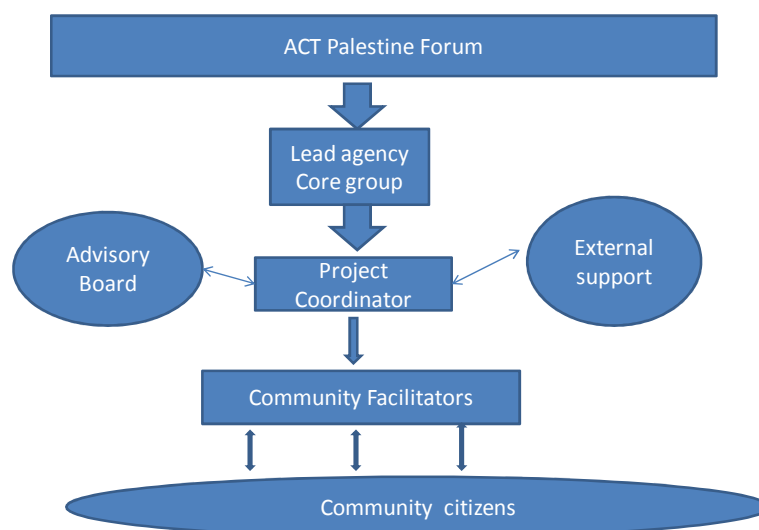 ACT Palestine Forum
Lead agency
Core group
Advisory
Board
Project
Coordinator
External
support
Community Facilitators
Community citizens